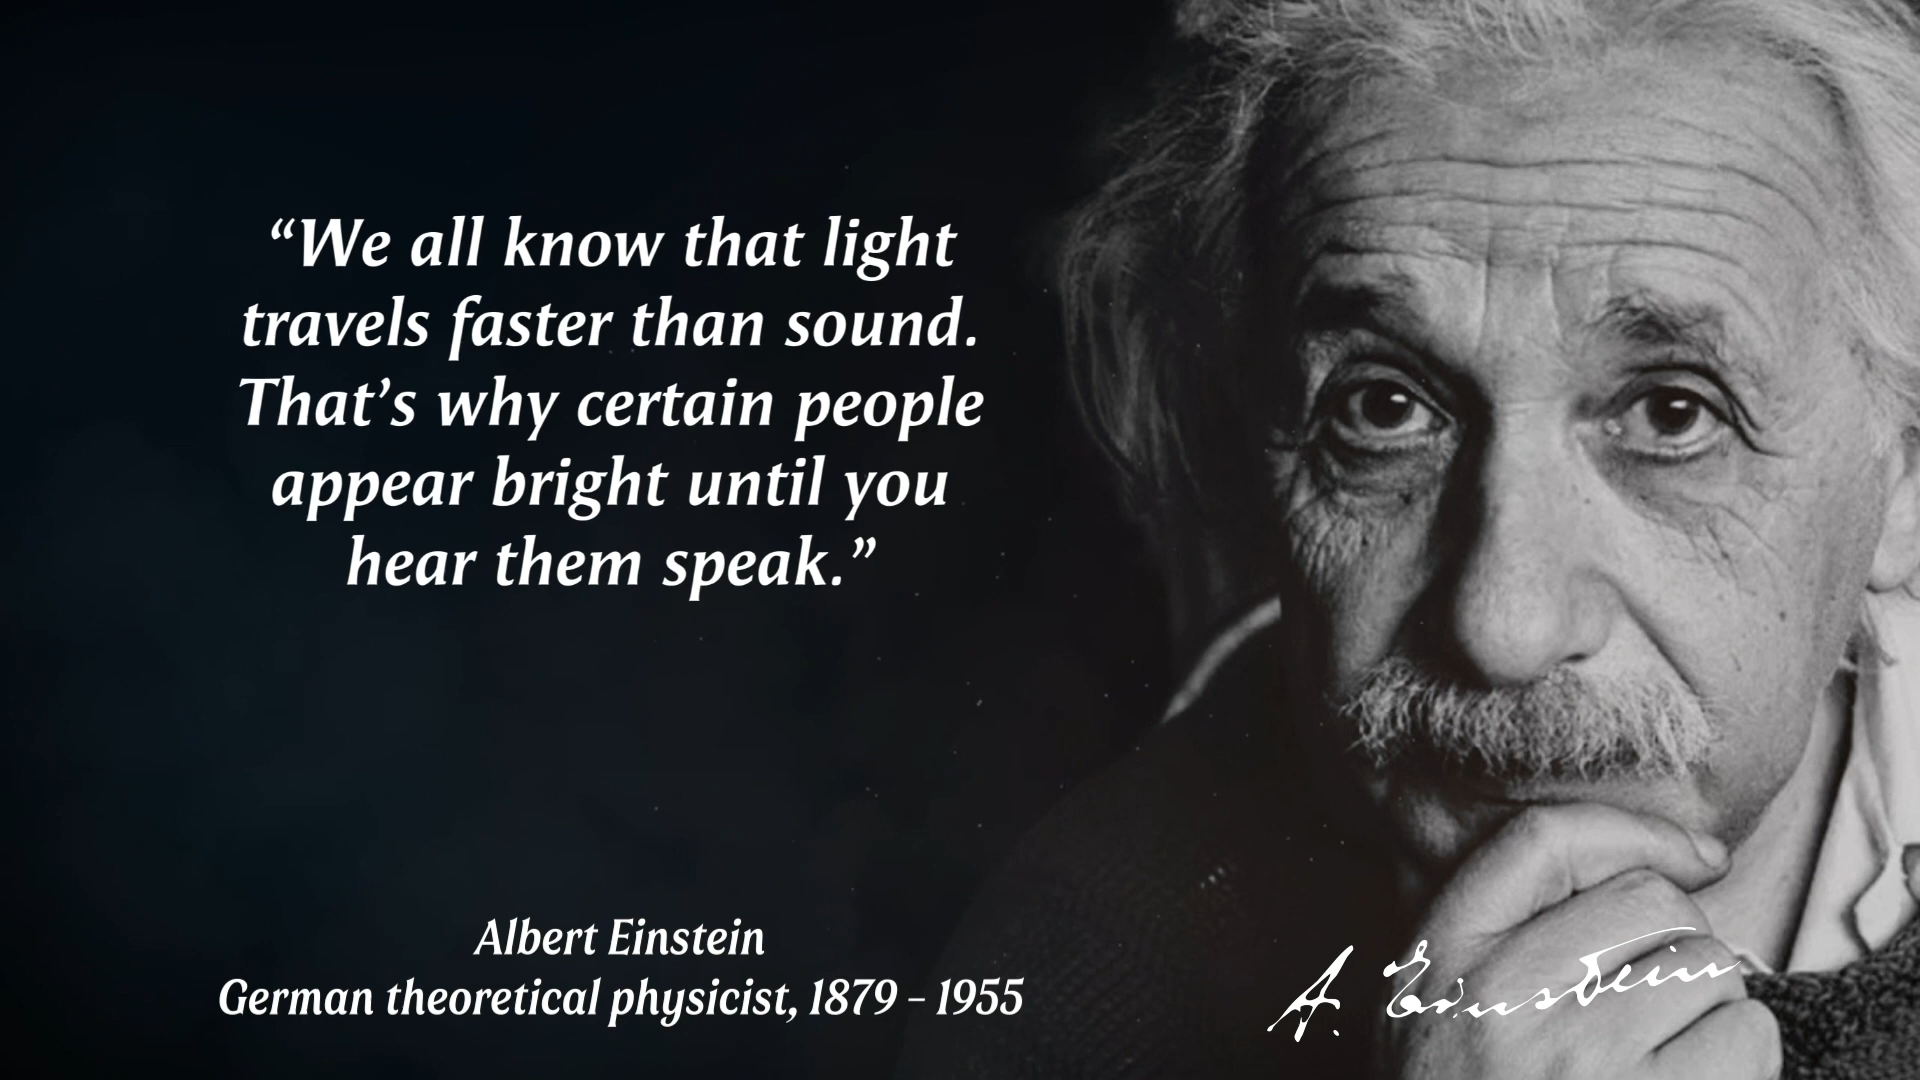 “We all know that light
travels faster than sound.
That’s why certain people
appear bright until you
hear them speak.”
Albert Einstein
German theoretical physicist, 1879 – 1955
A. Einstein